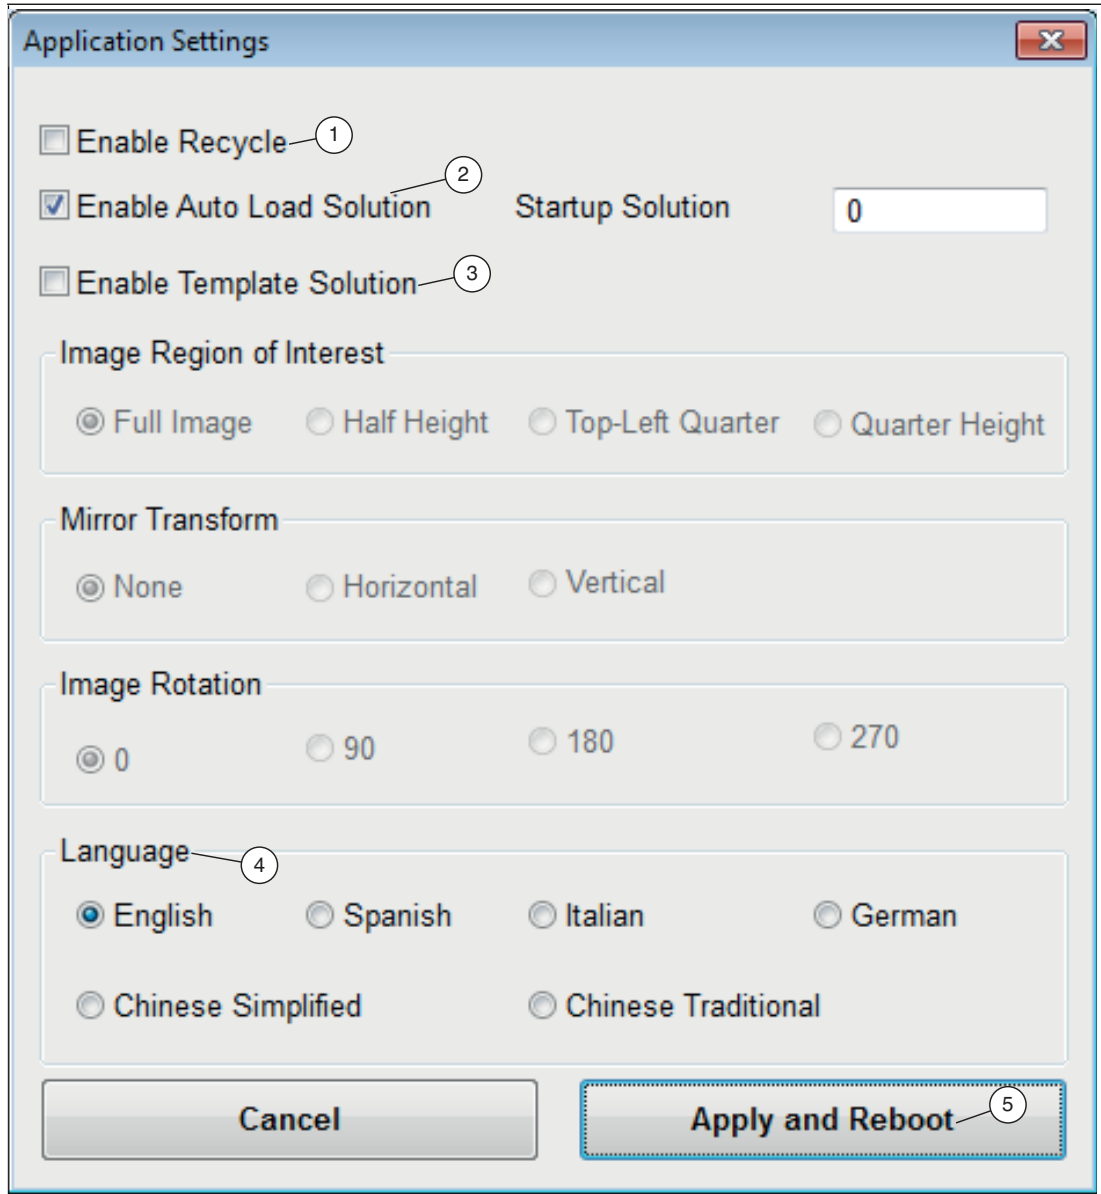 Application Settings
Enable Recycle 1
2
Enable Auto Load Solution Startup Solution 0
Enable Template Solution 3
Image Region of Interest
Full Image Half Height Top-Left Quarter Quarter Height
Mirror Transform
None Horizontal Vertical
Image Rotation
0 90 180 270
Language 4
English Spanish Italian German
Chinese Simplified Chinese Traditional
Cancel Apply and Reboot 5